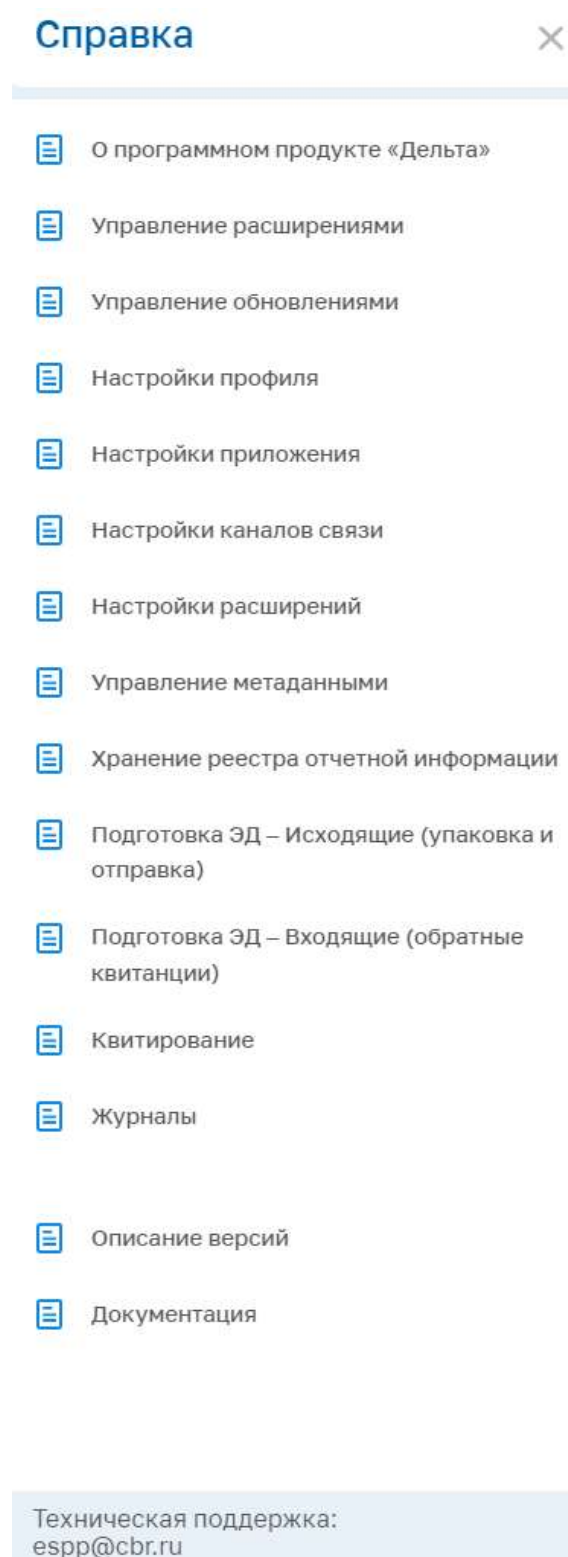 Справка
О программном продукте «Дельта»
Управление расширениями
Управление обновлениями
Настройки профиля
Настройки приложения
Настройки каналов связи
Настройки расширений
Управление метаданными
Хранение реестра отчетной информации
Подготовка ЭД – Исходящие (упаковка и
отправка)
Подготовка ЭД – Входящие (обратные
квитанции)
Квитирование
Журналы
Описание версий
Документация
Техническая поддержка:
espp@cbr.ru